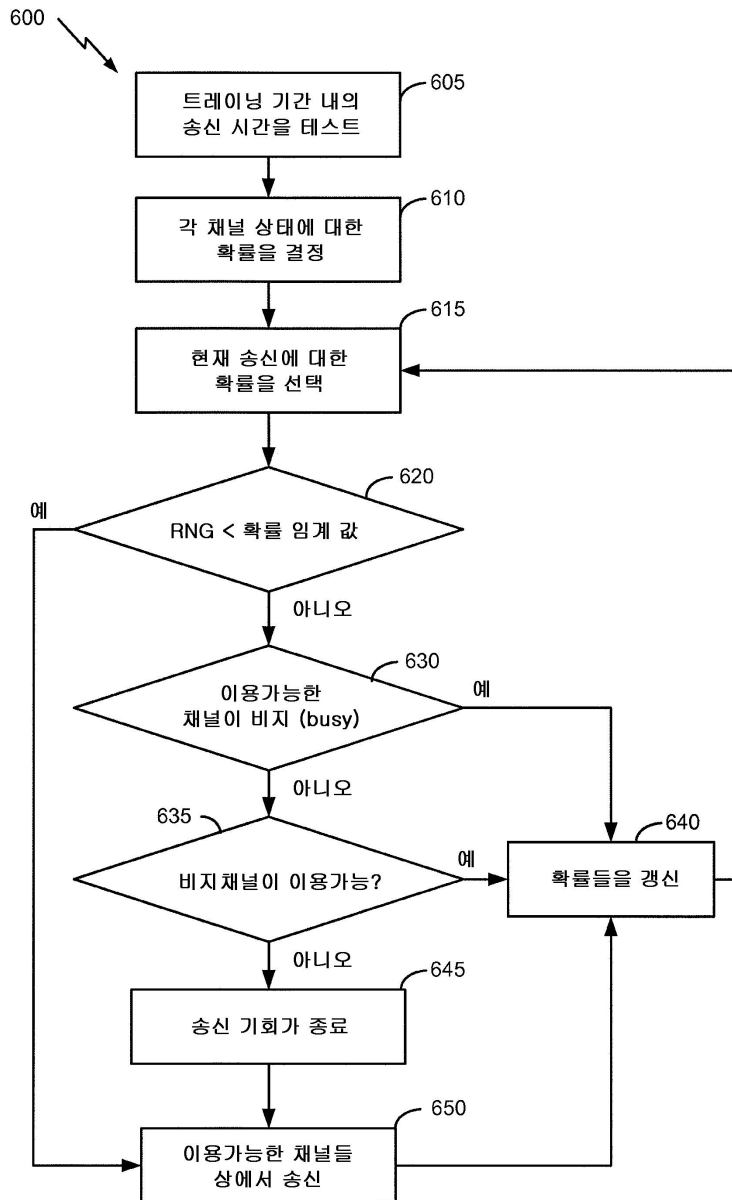 600
605
트레이닝 기간 내의
송신 시간을 테스트
610
각 채널 상태에 대한
확률을 결정
615
현재 송신에 대한
확률을 선택
620
예
RNG < 확률 임계 값
아니오
630
이용가능한
채널이 비지 (busy)
예
아니오
635
비지채널이 이용가능?
예
640
확률들을 갱신
아니오
645
송신 기회가 종료
650
이용가능한 채널들
상에서 송신